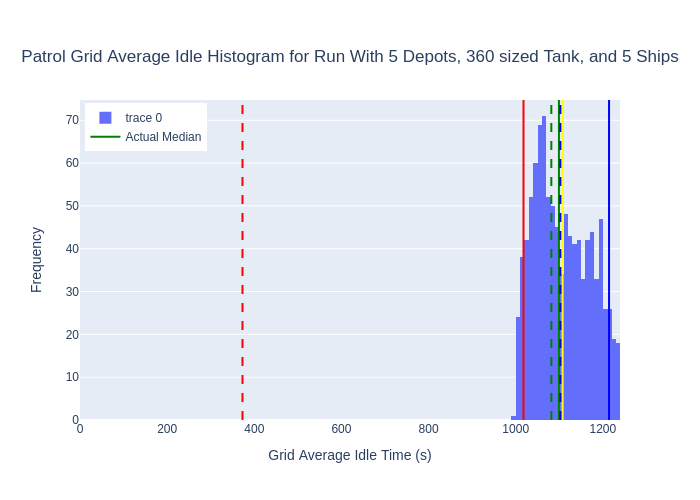 Patrol Grid Average Idle Histogram for Run With 5 Depots, 360 sized Tank, and 5 Ships
trace 0
Actual Median
70
60
50
40
30
20
10
0
Frequency
0 200 400 600 800 1000 1200
Grid Average Idle Time (s)